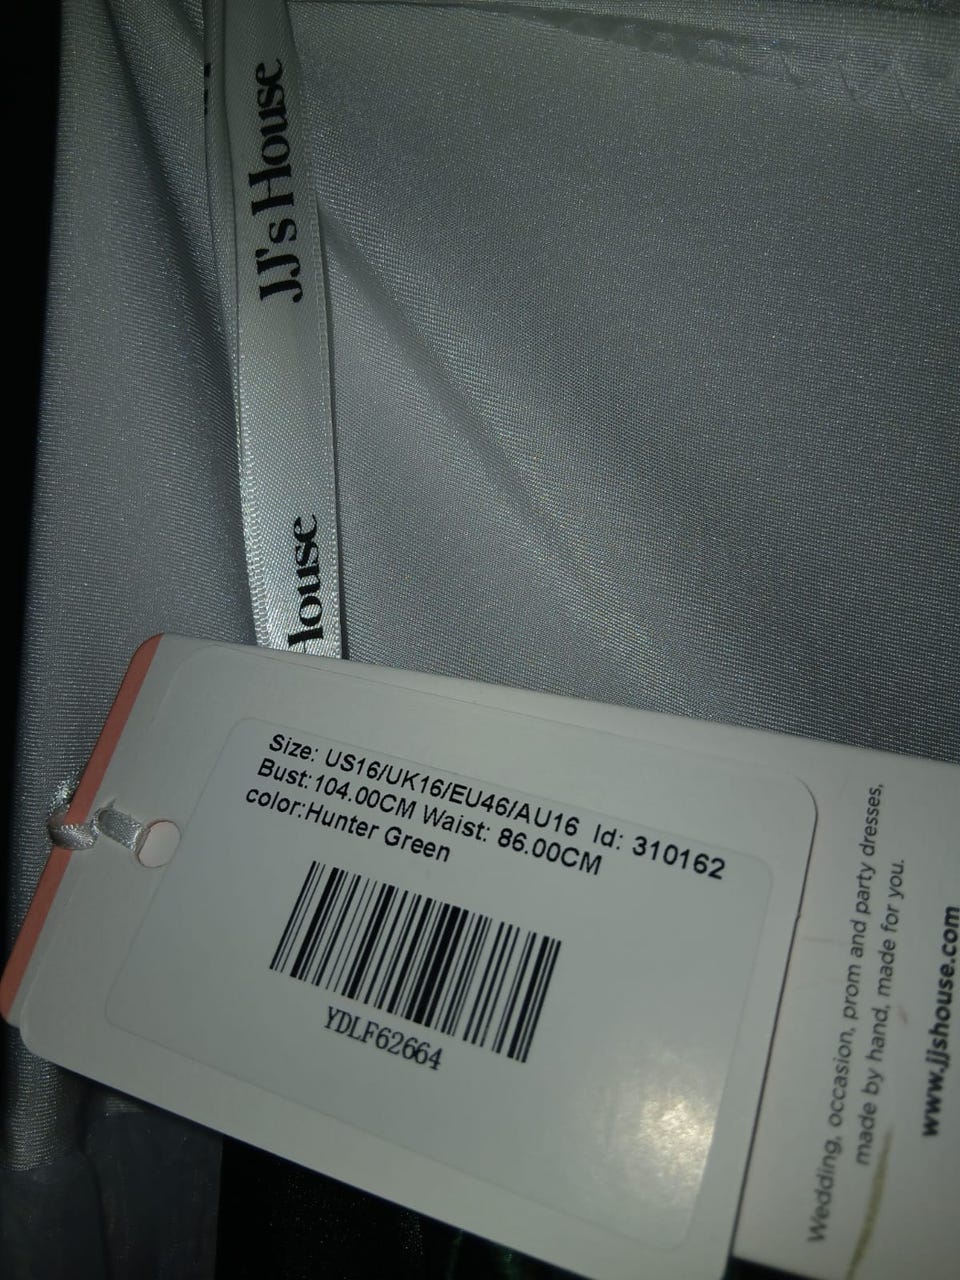 JJ's House
House
Size: US16/UK16/EU46/AU16 Id: 310162
Bust:104.00CM Waist: 86.00CM
color:Hunter Green
YDLF62664
Wedding, occasion, prom and party dresses,
made by hand, made for you.
www.jjshouse.com